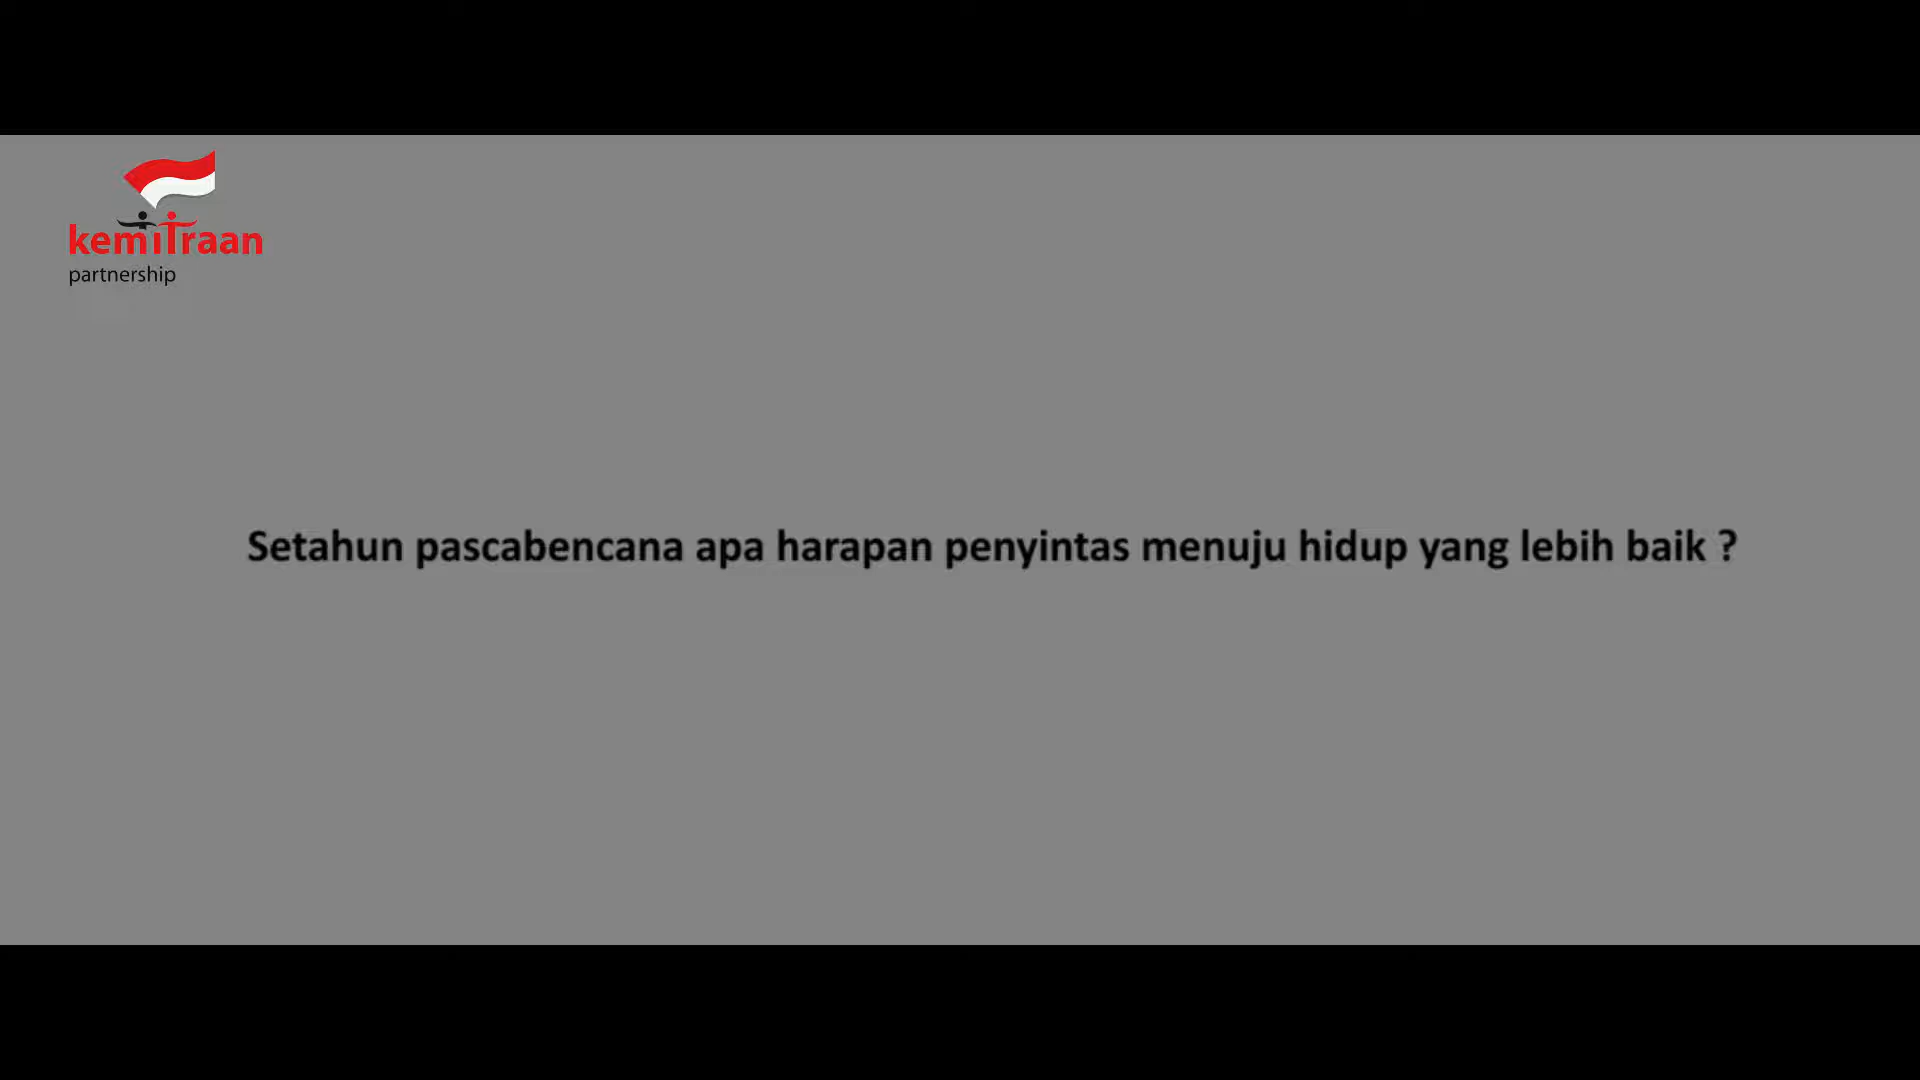 kemitraan
partnership
Setahun pascabencana apa harapan penyintas menuju hidup yang lebih baik ?